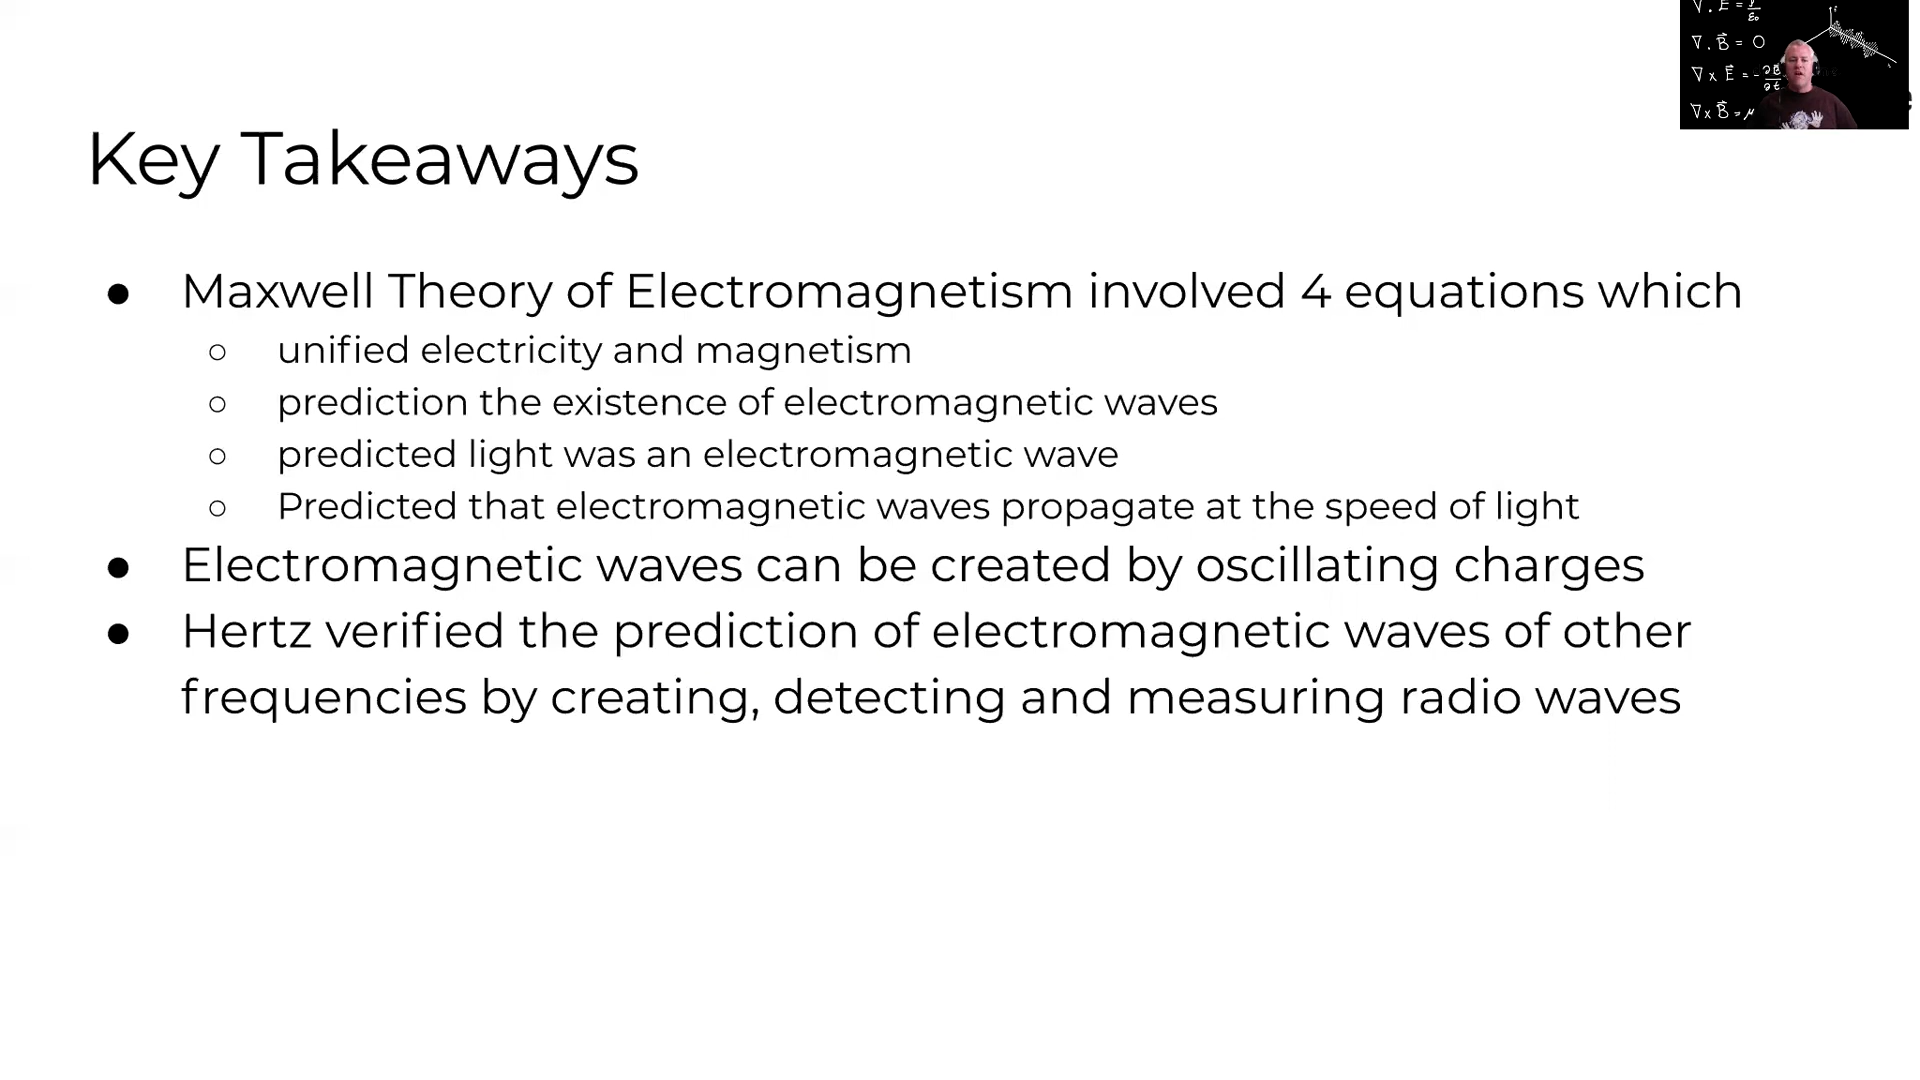 Key Takeaways
● Maxwell Theory of Electromagnetism involved 4 equations which
○ unified electricity and magnetism
○ prediction the existence of electromagnetic waves
○ predicted light was an electromagnetic wave
○ Predicted that electromagnetic waves propagate at the speed of light
● Electromagnetic waves can be created by oscillating charges
● Hertz verified the prediction of electromagnetic waves of other
frequencies by creating, detecting and measuring radio waves
∇ . E = ρ/ε₀
∇ . B⃗ = 0
∇ x E⃗ = - ∂B/∂t
∇ x B⃗ = μ